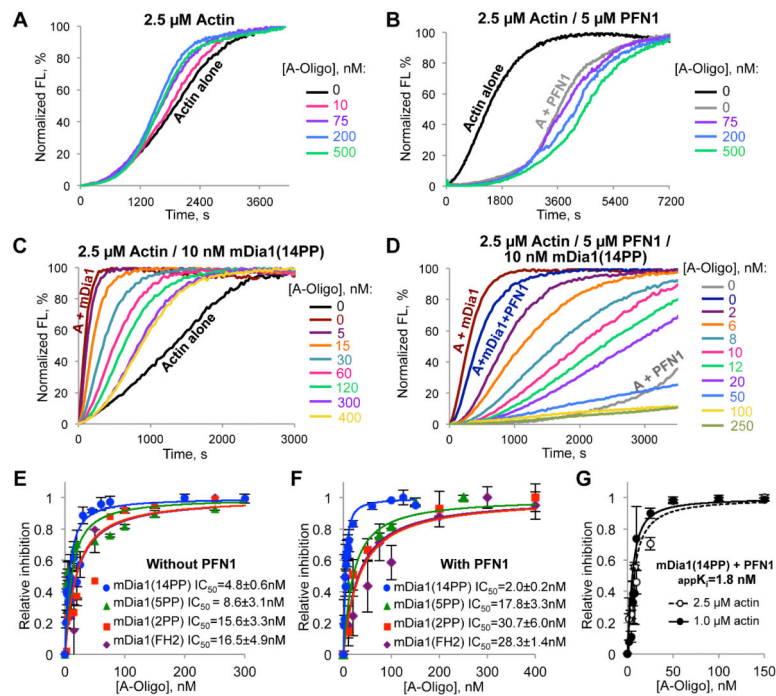 A
2.5 µM Actin
Normalized FL, %
100
80
60
40
20
0
0
1200
2400
3600
Time, s
Actin alone
[A-Oligo], nM:
0
10
75
200
500
B
2.5 µM Actin / 5 µM PFN1
Normalized FL, %
100
80
60
40
20
0
0
1800
3600
5400
7200
Time, s
Actin alone
A + PFN1
[A-Oligo], nM:
0
0
75
200
500
C
2.5 µM Actin / 10 nM mDia1(14PP)
Normalized FL, %
100
80
60
40
20
0
0
1000
2000
3000
Time, s
A + mDia1
Actin alone
[A-Oligo], nM:
0
0
5
15
30
60
120
300
400
D
2.5 µM Actin / 5 µM PFN1 /
10 nM mDia1(14PP)
Normalized FL, %
100
80
60
40
20
0
0
1000
2000
3000
Time, s
A + mDia1
A+mDia1+PFN1
A + PFN1
[A-Oligo], nM:
0
0
2
6
8
10
12
20
50
100
250
E
Relative inhibition
1
0.8
0.6
0.4
0.2
0
0
100
200
300
[A-Oligo], nM
Without PFN1
mDia1(14PP) IC50=4.8±0.6nM
mDia1(5PP) IC50= 8.6±3.1nM
mDia1(2PP) IC50=15.6±3.3nM
mDia1(FH2) IC50=16.5±4.9nM
F
Relative inhibition
1
0.8
0.6
0.4
0.2
0
0
100
200
300
400
[A-Oligo], nM
With PFN1
mDia1(14PP) IC50=2.0±0.2nM
mDia1(5PP) IC50=17.8±3.3nM
mDia1(2PP) IC50=30.7±6.0nM
mDia1(FH2) IC50=28.3±1.4nM
G
Relative inhibition
1
0.8
0.6
0.4
0.2
0
0
50
100
150
[A-Oligo], nM
mDia1(14PP) + PFN1
appKi=1.8 nM
2.5 µM actin
1.0 µM actin